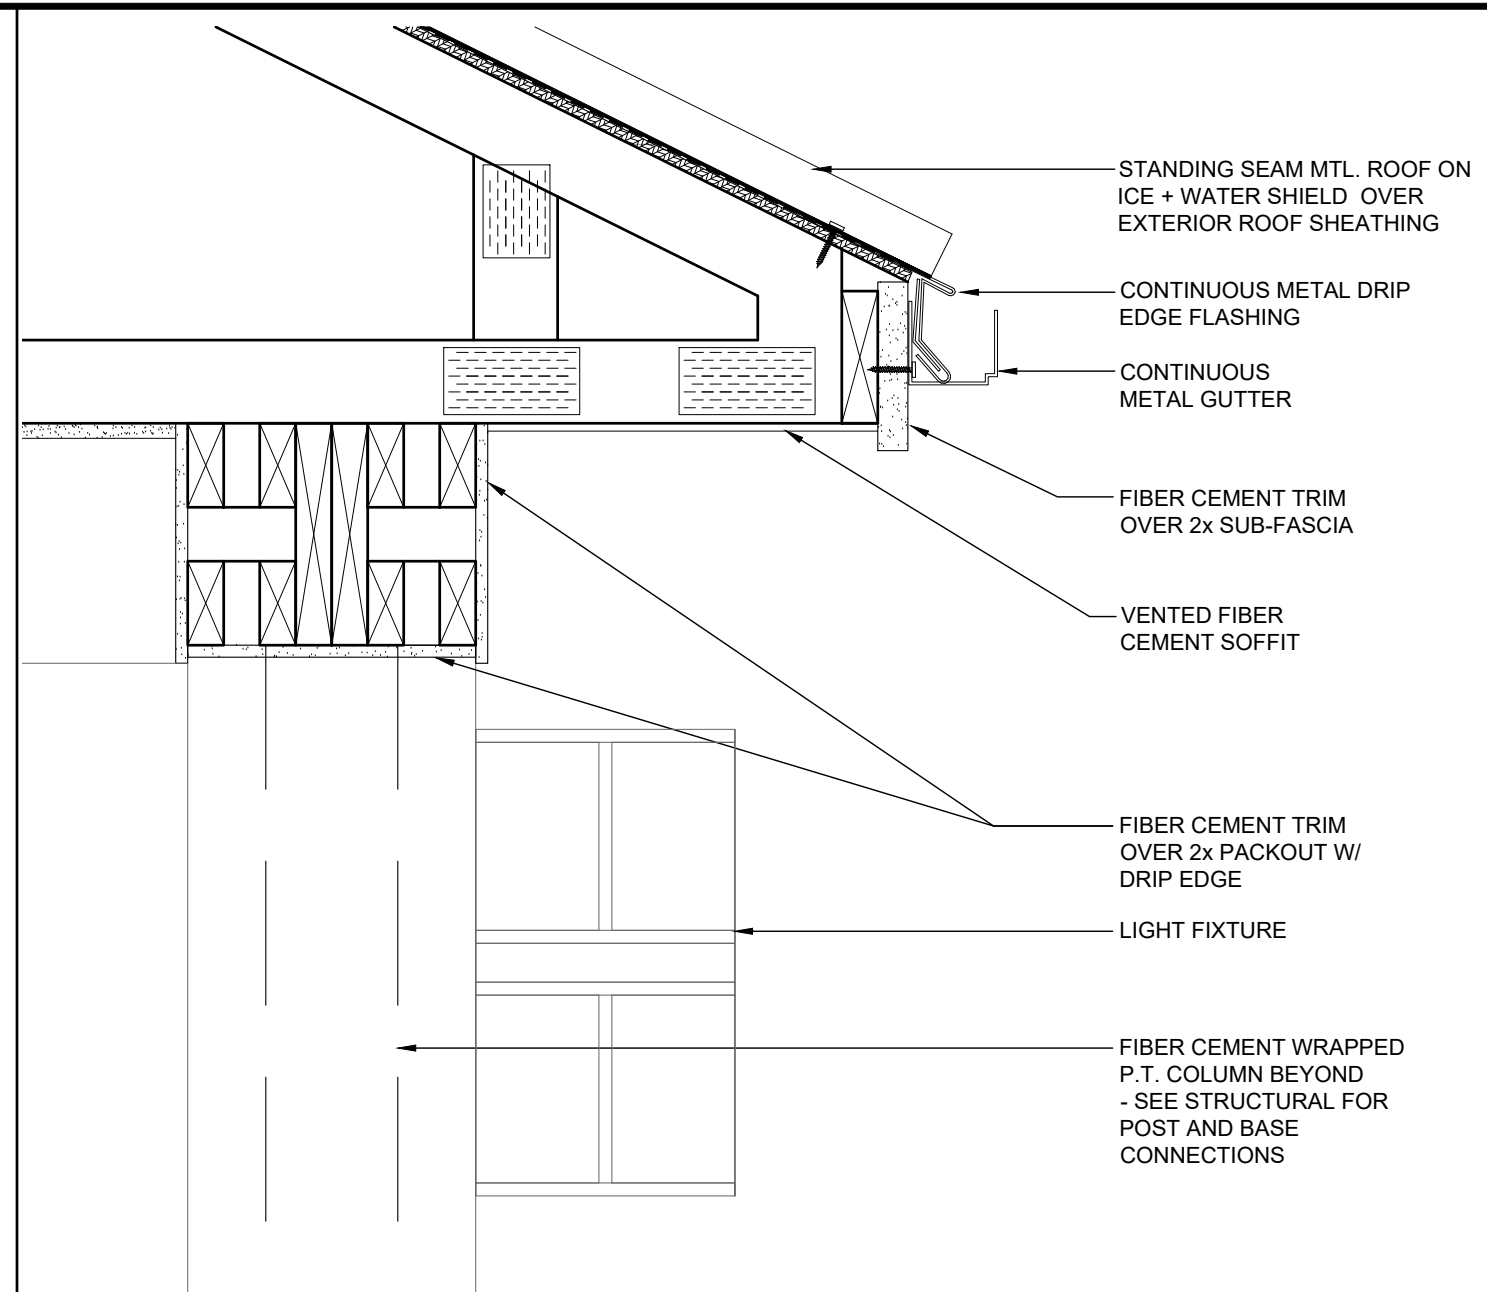 STANDING SEAM MTL. ROOF ON
ICE + WATER SHIELD OVER
EXTERIOR ROOF SHEATHING
CONTINUOUS METAL DRIP
EDGE FLASHING
CONTINUOUS
METAL GUTTER
FIBER CEMENT TRIM
OVER 2x SUB-FASCIA
VENTED FIBER
CEMENT SOFFIT
FIBER CEMENT TRIM
OVER 2x PACKOUT W/
DRIP EDGE
LIGHT FIXTURE
FIBER CEMENT WRAPPED
P.T. COLUMN BEYOND
- SEE STRUCTURAL FOR
POST AND BASE
CONNECTIONS